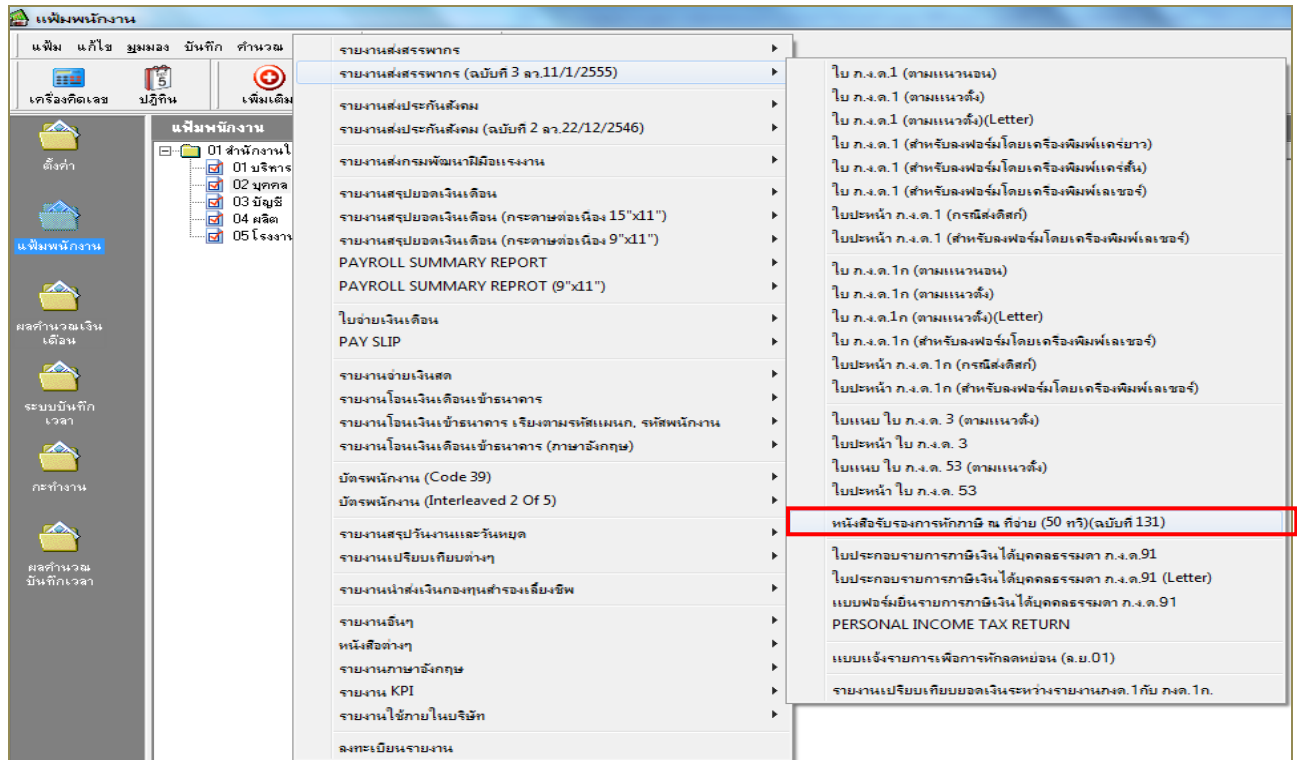 แฟ้มพนักงาน
แฟ้ม แก้ไข มุมมอง บันทึก คำนวณ
เครื่องคิดเลข ปฎิทิน เพิ่มเติม
5
ตั้งค่า
แฟ้มพนักงาน
ผลคำนวณเงิน
เดือน
ระบบบันทึก
เวลา
กะทำงาน
ผลคำนวณ
บันทึกเวลา
แฟ้มพนักงาน
01 สำนักงานใ
01 บริหาร
02 บุคคล
03 บัญชี
04 ผลิต
05 โรงงาน
รายงานส่งสรรพากร
รายงานส่งสรรพากร (ฉบับที่ 3 ลว.11/1/2555)
รายงานส่งประกันสังคม
รายงานส่งประกันสังคม (ฉบับที่ 2 ลว.22/12/2546)
รายงานส่งกรมพัฒนาฝีมือแรงงาน
รายงานสรุปยอดเงินเดือน
รายงานสรุปยอดเงินเดือน (กระดาษต่อเนื่อง 15"x11")
รายงานสรุปยอดเงินเดือน (กระดาษต่อเนื่อง 9"x11")
PAYROLL SUMMARY REPORT
PAYROLL SUMMARY REPROT (9"x11")
ใบจ่ายเงินเดือน
PAY SLIP
รายงานจ่ายเงินสด
รายงานโอนเงินเดือนเข้าธนาคาร
รายงานโอนเงินเข้าธนาคาร เรียงตามรหัสแผนก, รหัสพนักงาน
รายงานโอนเงินเดือนเข้าธนาคาร (ภาษาอังกฤษ)
บัตรพนักงาน (Code 39)
บัตรพนักงาน (Interleaved 2 Of 5)
รายงานสรุปวันงานและวันหยุด
รายงานเปรียบเทียบต่างๆ
รายงานนำส่งเงินกองทุนสำรองเลี้ยงชีพ
รายงานอื่นๆ
หนังสือต่างๆ
รายงานภาษาอังกฤษ
รายงาน KPI
รายงานใช้ภายในบริษัท
ลงทะเบียนรายงาน
ใบ ภ.ง.ด.1 (ตามแนวนอน)
ใบ ภ.ง.ด.1 (ตามแนวตั้ง)
ใบ ภ.ง.ด.1 (ตามแนวตั้ง)(Letter)
ใบ ภ.ง.ด.1 (สำหรับลงฟอร์มโดยเครื่องพิมพ์แคร่ยาว)
ใบ ภ.ง.ด.1 (สำหรับลงฟอร์มโดยเครื่องพิมพ์แคร่สั้น)
ใบ ภ.ง.ด.1 (สำหรับลงฟอร์มโดยเครื่องพิมพ์เลเซอร์)
ใบปะหน้า ภ.ง.ด.1 (กรณีส่งดิสก์)
ใบปะหน้า ภ.ง.ด.1 (สำหรับลงฟอร์มโดยเครื่องพิมพ์เลเซอร์)
ใบ ภ.ง.ด.1ก (ตามแนวนอน)
ใบ ภ.ง.ด.1ก (ตามแนวตั้ง)
ใบ ภ.ง.ด.1ก (ตามแนวตั้ง)(Letter)
ใบ ภ.ง.ด.1ก (สำหรับลงฟอร์มโดยเครื่องพิมพ์เลเซอร์)
ใบปะหน้า ภ.ง.ด.1ก (กรณีส่งดิสก์)
ใบปะหน้า ภ.ง.ด.1ก (สำหรับลงฟอร์มโดยเครื่องพิมพ์เลเซอร์)
ใบแนบ ใบ ภ.ง.ด. 3 (ตามแนวตั้ง)
ใบปะหน้า ใบ ภ.ง.ด. 3
ใบแนบ ใบ ภ.ง.ด. 53 (ตามแนวตั้ง)
ใบปะหน้า ใบ ภ.ง.ด. 53
หนังสือรับรองการหักภาษี ณ ที่จ่าย (50 ทวิ)(ฉบับที่ 131)
ใบประกอบรายการภาษีเงินได้บุคคลธรรมดา ภ.ง.ด.91
ใบประกอบรายการภาษีเงินได้บุคคลธรรมดา ภ.ง.ด.91 (Letter)
แบบฟอร์มยื่นรายการภาษีเงินได้บุคคลธรรมดา ภ.ง.ด.91
PERSONAL INCOME TAX RETURN
แบบแจ้งรายการเพื่อการหักลดหย่อน (ล.ย.01)
รายงานเปรียบเทียบยอดเงินระหว่างรายงานภงด.1กับ ภงด.1ก.